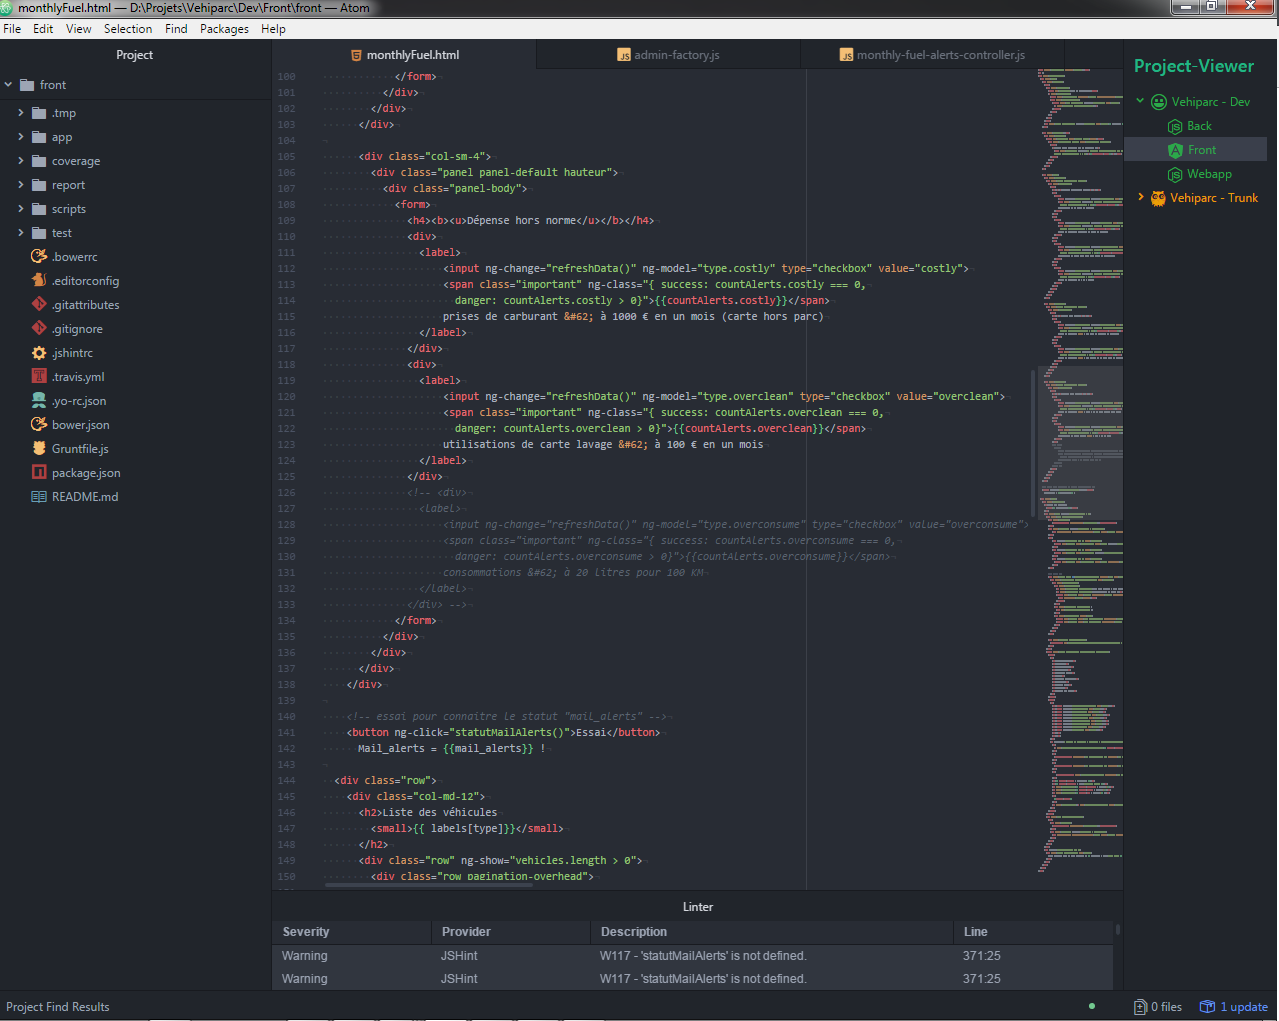 monthlyFuel.html — D:\Projets\Vehiparc\Dev\Front\front — Atom
File Edit View Selection Find Packages Help
Project
front
.tmp
app
coverage
report
scripts
test
.bowerrc
.editorconfig
.gitattributes
.gitignore
.jshintrc
.travis.yml
.yo-rc.json
bower.json
Gruntfile.js
package.json
README.md
monthlyFuel.html admin-factory.js monthly-fuel-alerts-controller.js
100 </form>
101 </div>
102 </div>
103 </div>
104
105 <div class="col-sm-4">
106 <div class="panel panel-default hauteur">
107 <div class="panel-body">
108 <form>
109 <h4><b><u>Dépense hors norme</u></b></h4>
110 <div>
111 <label>
112 <input ng-change="refreshData()" ng-model="type.costly" type="checkbox" value="costly">
113 <span class="important" ng-class="{ success: countAlerts.costly === 0,
114 danger: countAlerts.costly > 0}">{{countAlerts.costly}}</span>
115 prises de carburant &#62; à 1000 € en un mois (carte hors parc)
116 </label>
117 </div>
118 <div>
119 <label>
120 <input ng-change="refreshData()" ng-model="type.overclean" type="checkbox" value="overclean">
121 <span class="important" ng-class="{ success: countAlerts.overclean === 0,
122 danger: countAlerts.overclean > 0}">{{countAlerts.overclean}}</span>
123 utilisations de carte lavage &#62; à 100 € en un mois
124 </label>
125 </div>
126 <!-- <div>
127 <label>
128 <input ng-change="refreshData()" ng-model="type.overconsume" type="checkbox" value="overconsume">
129 <span class="important" ng-class="{ success: countAlerts.overconsume === 0,
130 danger: countAlerts.overconsume > 0}">{{countAlerts.overconsume}}</span>
131 consommations &#62; à 20 litres pour 100 KM
132 </label>
133 </div> -->
134 </form>
135 </div>
136 </div>
137 </div>
138 </div>
139
140 <!-- essai pour connaitre le statut "mail_alerts" -->
141 <button ng-click="statutMailAlerts()">Essai</button>
142 Mail_alerts = {{mail_alerts}} !
143
144 <div class="row">
145 <div class="col-md-12">
146 <h2>Liste des véhicules
147 <small>{{ labels[type]}}</small>
148 </h2>
149 <div class="row" ng-show="vehicles.length > 0">
150 <div class="row pagination-overhead">
Project-Viewer
Vehiparc - Dev
Back
Front
Webapp
Vehiparc - Trunk
Linter
Severity Provider Description Line
Warning JSHint W117 - 'statutMailAlerts' is not defined. 371:25
Warning JSHint W117 - 'statutMailAlerts' is not defined. 371:25
Project Find Results 0 files 1 update